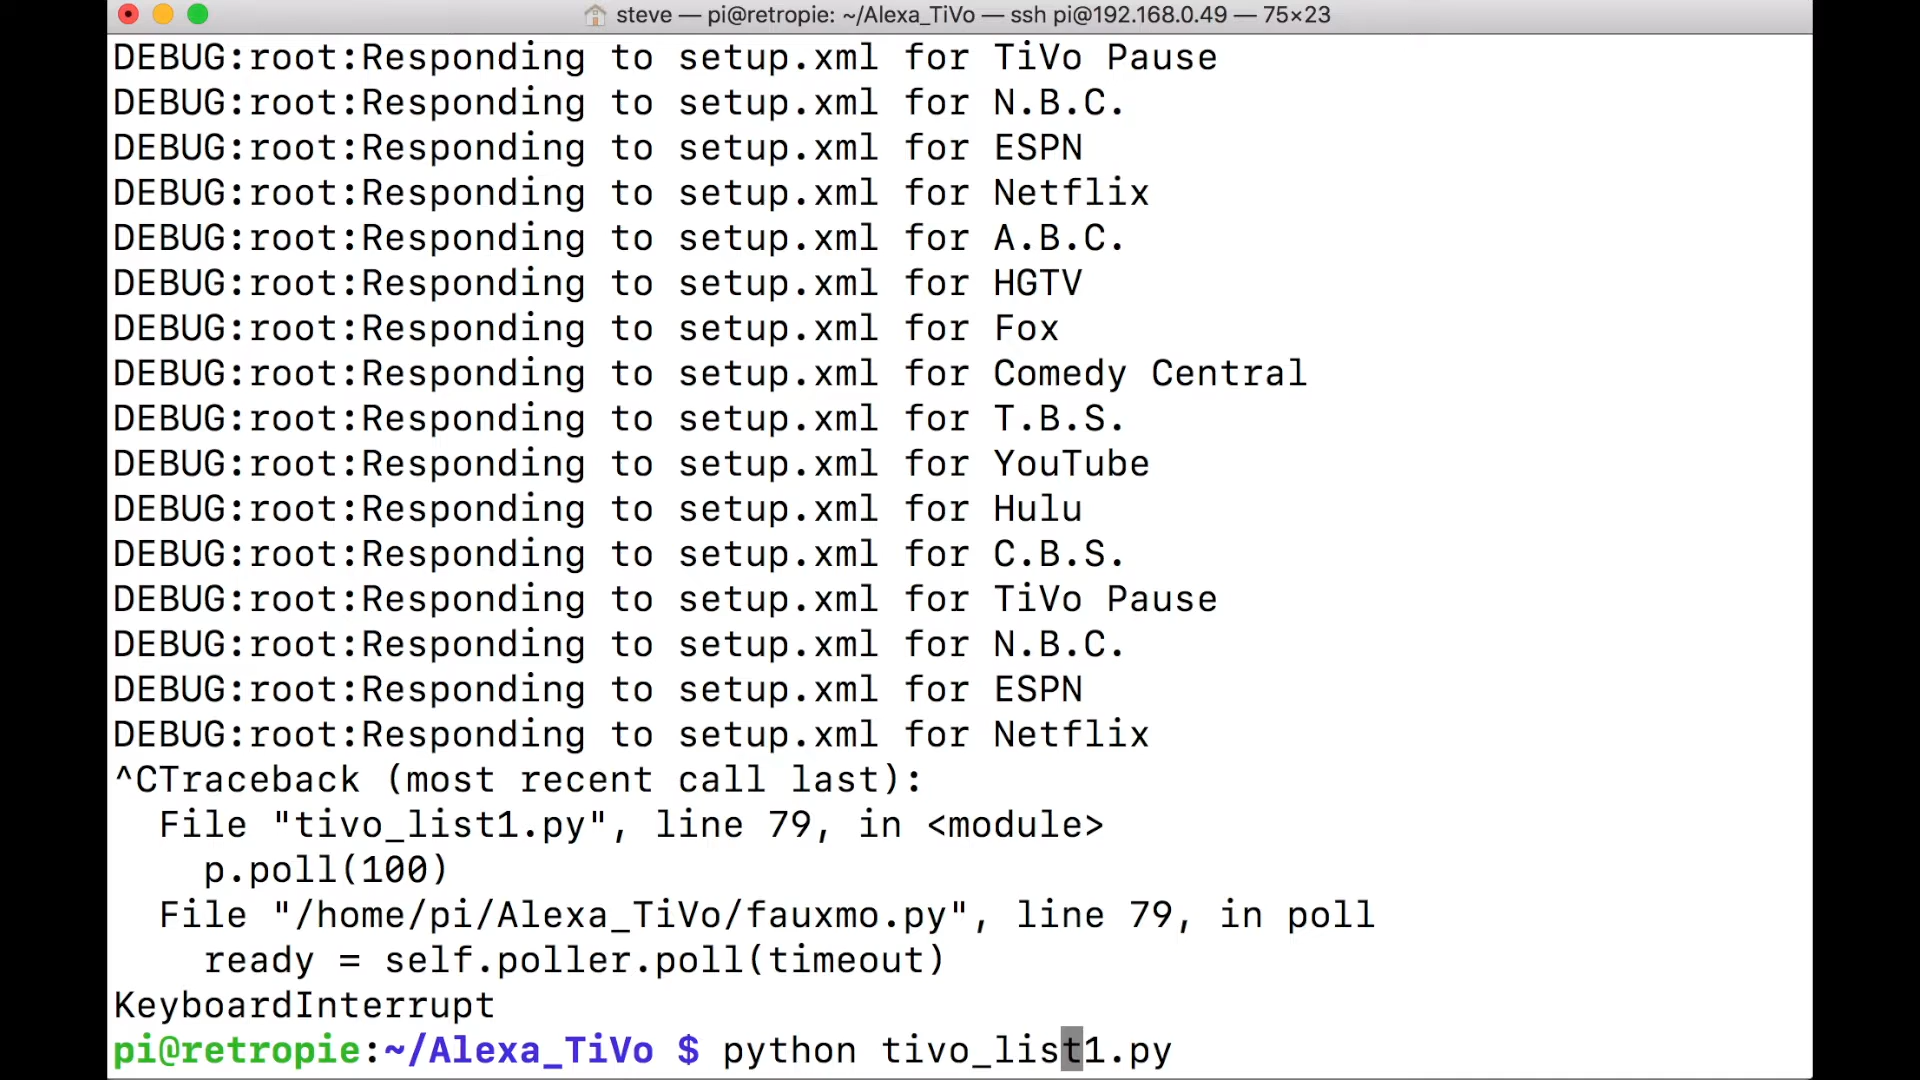 steve — pi@retropie: ~/Alexa_TiVo — ssh pi@192.168.0.49 — 75×23
DEBUG:root:Responding to setup.xml for TiVo Pause
DEBUG:root:Responding to setup.xml for N.B.C.
DEBUG:root:Responding to setup.xml for ESPN
DEBUG:root:Responding to setup.xml for Netflix
DEBUG:root:Responding to setup.xml for A.B.C.
DEBUG:root:Responding to setup.xml for HGTV
DEBUG:root:Responding to setup.xml for Fox
DEBUG:root:Responding to setup.xml for Comedy Central
DEBUG:root:Responding to setup.xml for T.B.S.
DEBUG:root:Responding to setup.xml for YouTube
DEBUG:root:Responding to setup.xml for Hulu
DEBUG:root:Responding to setup.xml for C.B.S.
DEBUG:root:Responding to setup.xml for TiVo Pause
DEBUG:root:Responding to setup.xml for N.B.C.
DEBUG:root:Responding to setup.xml for ESPN
DEBUG:root:Responding to setup.xml for Netflix
^CTraceback (most recent call last):
  File "tivo_list1.py", line 79, in <module>
    p.poll(100)
  File "/home/pi/Alexa_TiVo/fauxmo.py", line 79, in poll
    ready = self.poller.poll(timeout)
KeyboardInterrupt
pi@retropie:~/Alexa_TiVo $ python tivo_list1.py